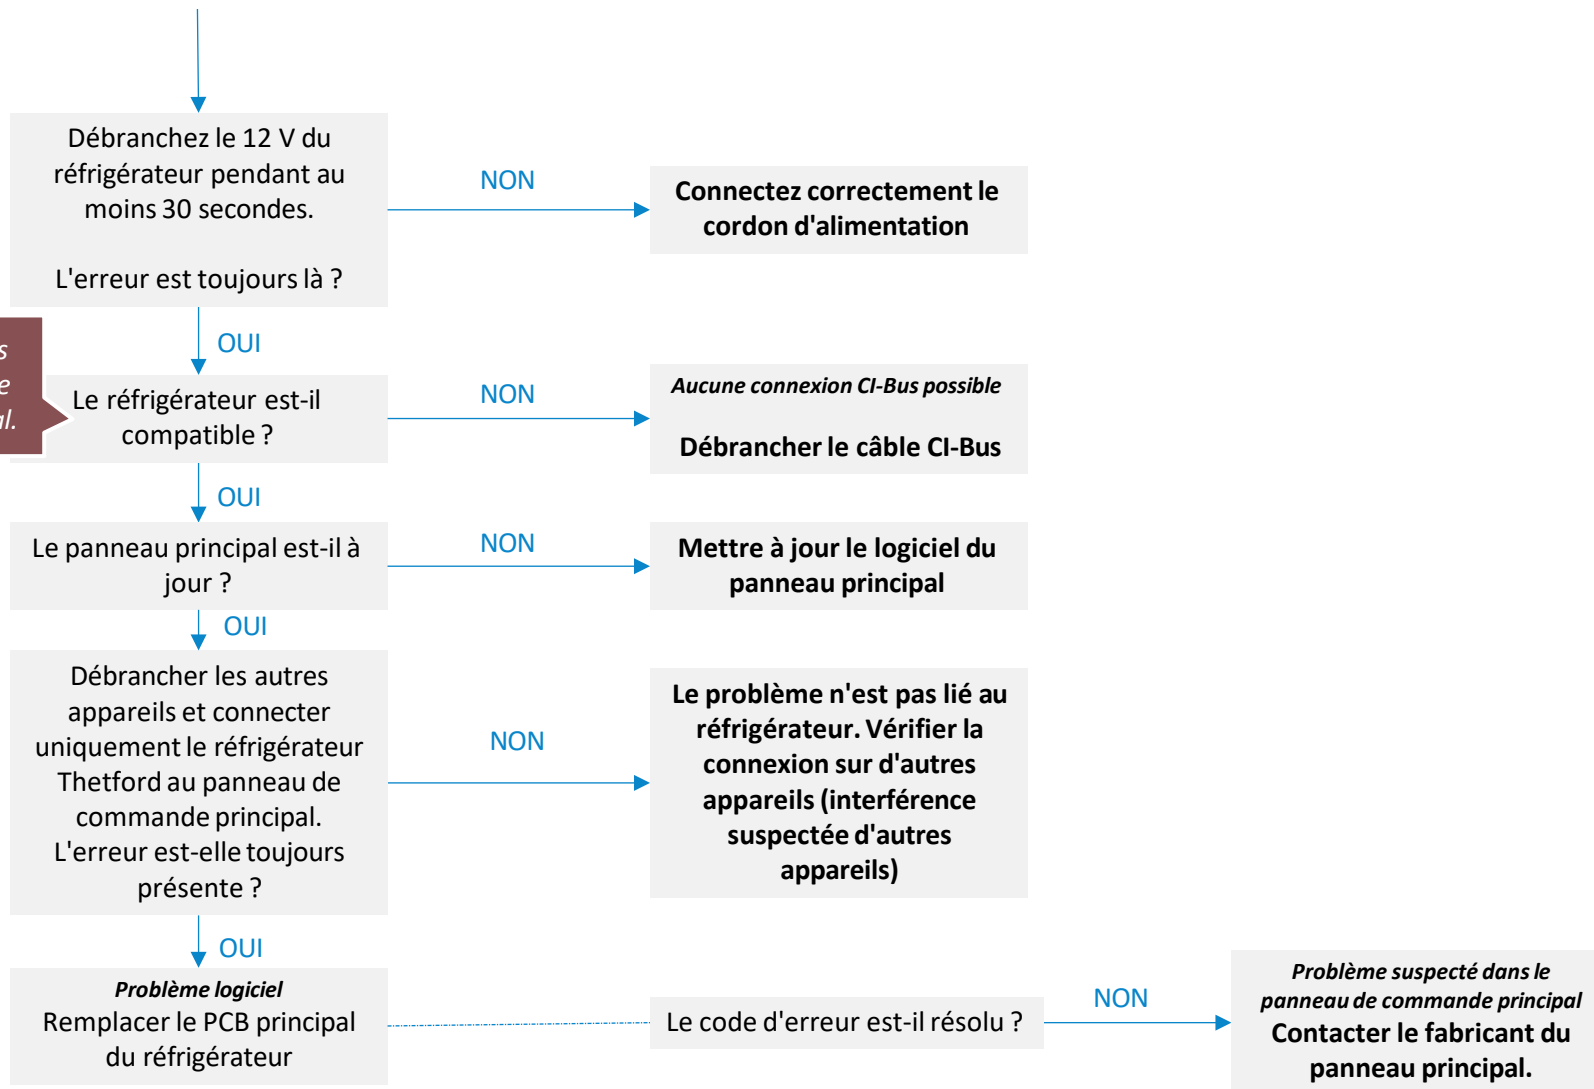 Débranchez le 12 V du
réfrigérateur pendant au
moins 30 secondes.
L'erreur est toujours là ?
NON
Connectez correctement le
cordon d'alimentation
OUI
Le réfrigérateur est-il
compatible ?
NON
Aucune connexion CI-Bus possible
Débrancher le câble CI-Bus
OUI
Le panneau principal est-il à
jour ?
NON
Mettre à jour le logiciel du
panneau principal
OUI
Débrancher les autres
appareils et connecter
uniquement le réfrigérateur
Thetford au panneau de
commande principal.
L'erreur est-elle toujours
présente ?
NON
Le problème n'est pas lié au
réfrigérateur. Vérifier la
connexion sur d'autres
appareils (interférence
suspectée d'autres
appareils)
OUI
Problème logiciel
Remplacer le PCB principal
du réfrigérateur
Le code d'erreur est-il résolu ?
NON
Problème suspecté dans le
panneau de commande principal
Contacter le fabricant du
panneau principal.